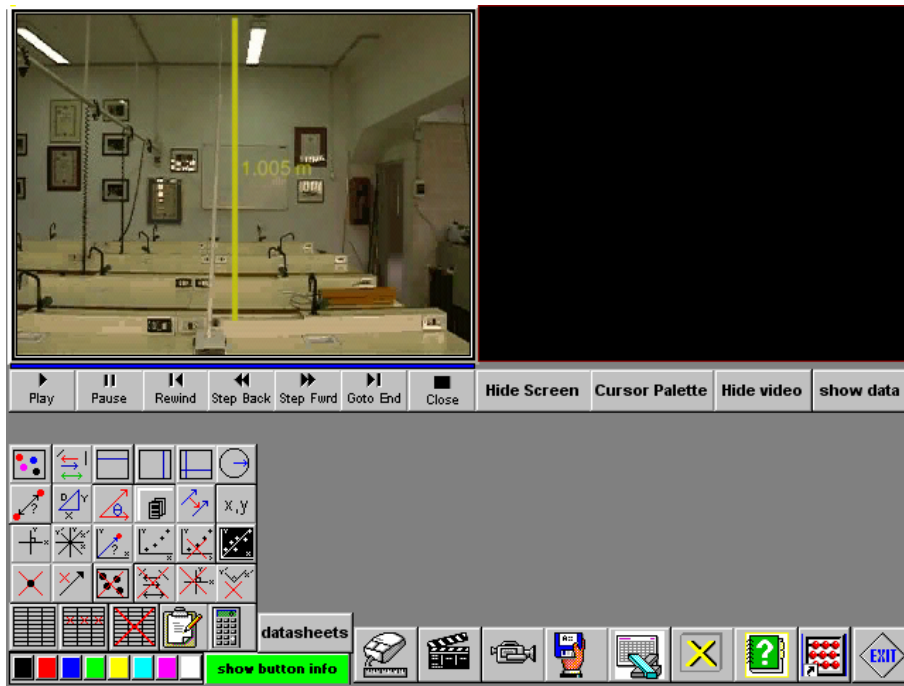 1.005 m
Play Pause Rewind Step Back Step Fwrd Goto End Close Hide Screen Cursor Palette Hide video show data
x,y
datasheets
show button info
A:
?
EXIT